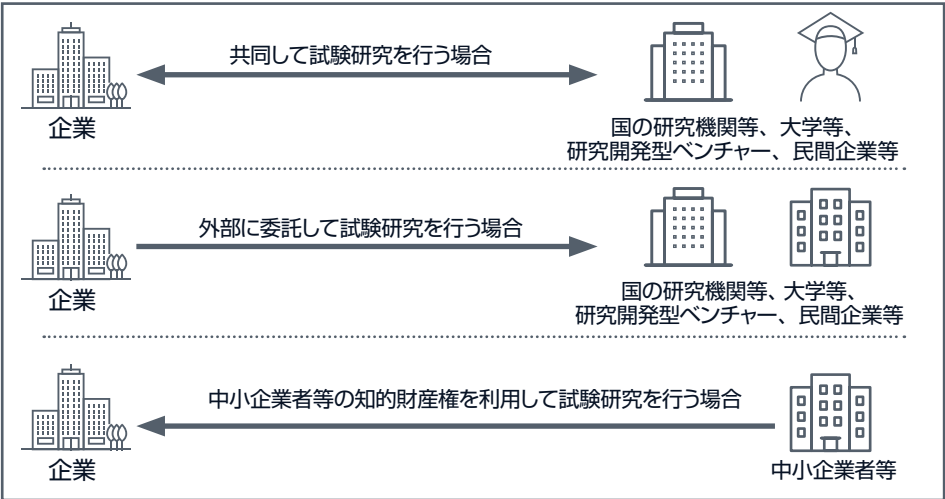 共同して試験研究を行う場合
企業
国の研究機関等、大学等、
研究開発型ベンチャー、民間企業等
外部に委託して試験研究を行う場合
企業
国の研究機関等、大学等、
研究開発型ベンチャー、民間企業等
中小企業者等の知的財産権を利用して試験研究を行う場合
企業
中小企業者等